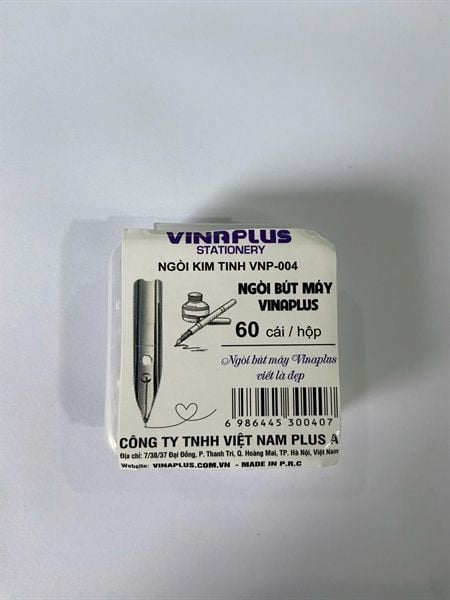 VINAPLUS
STATIONERY
NGÒI KIM TINH VNP-004
NGÒI BÚT MÁY
VINAPLUS
60 cái / hộp
Ngòi bút máy Vinaplus
viết là đẹp
6 986445 300407
CÔNG TY TNHH VIỆT NAM PLUS A
Địa chỉ: 7/38/37 Đại Đồng, P. Thanh Trì, Q. Hoàng Mai, TP. Hà Nội, Việt Nam
Website: VINAPLUS.COM.VN - MADE IN P.R.C